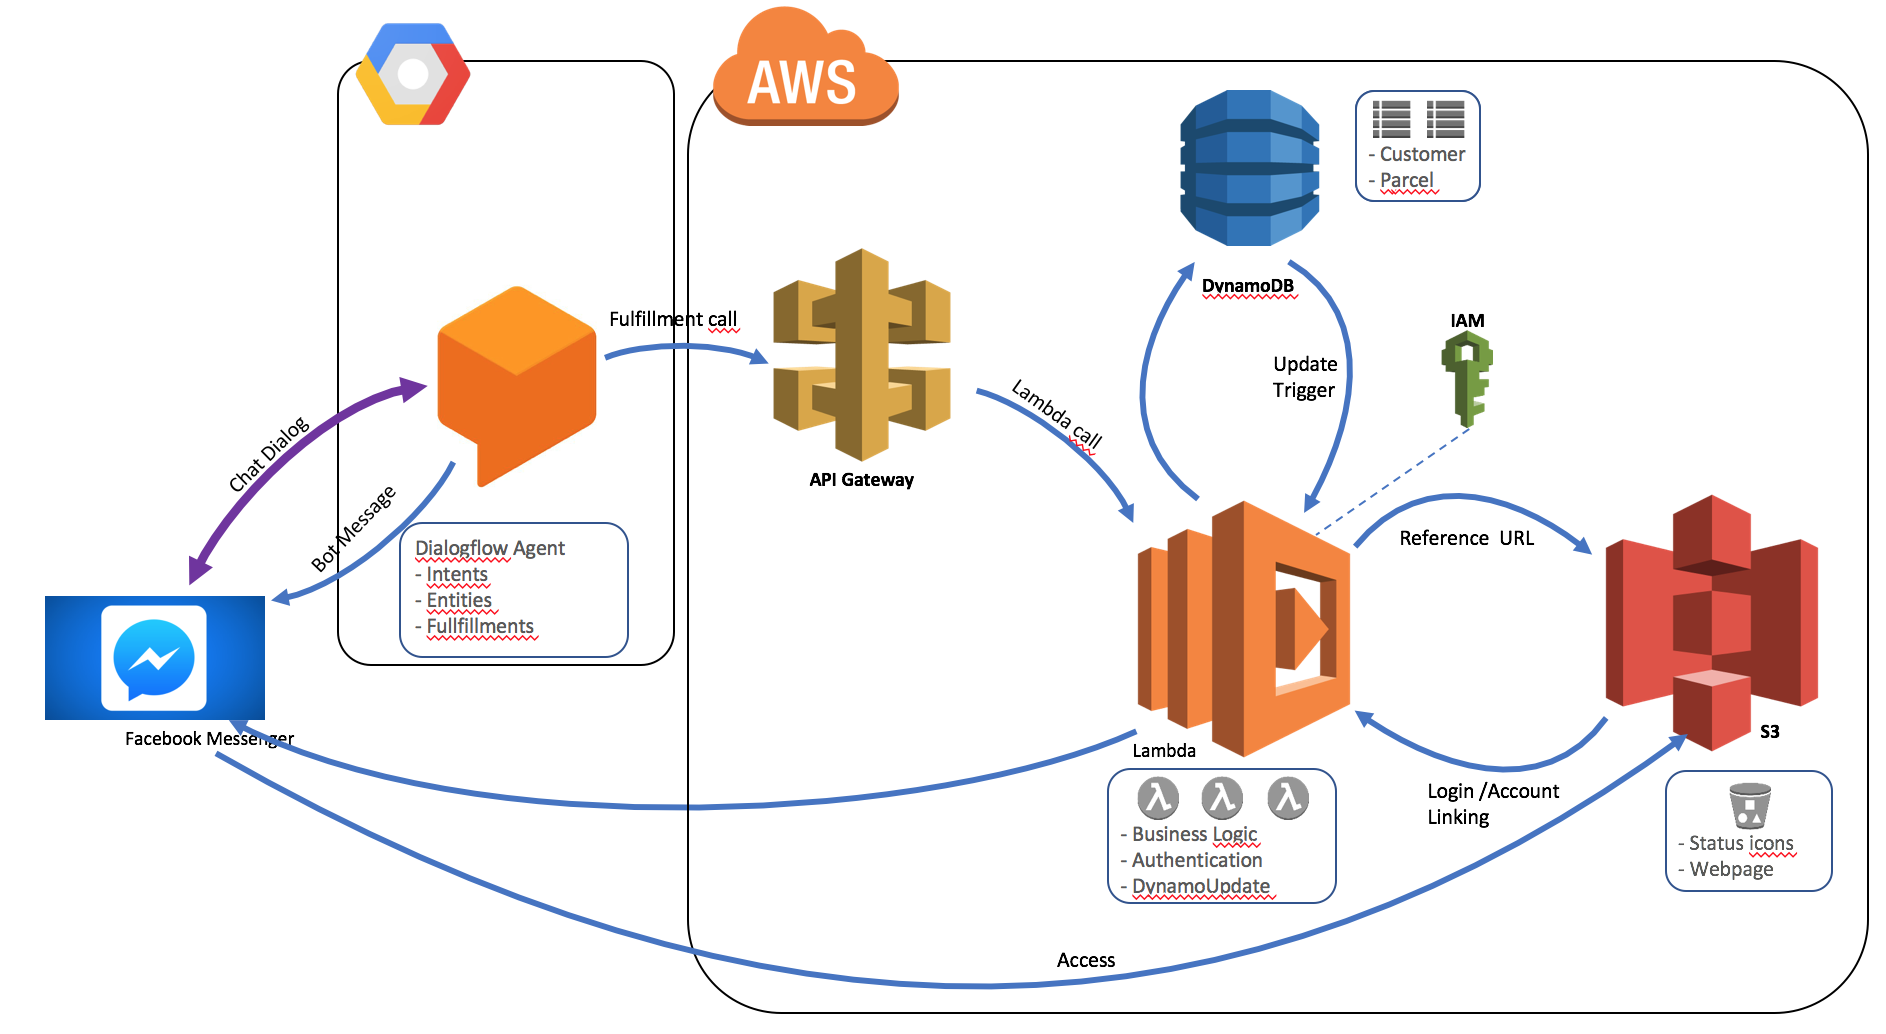 AWS
- Customer
- Parcel
DynamoDB
IAM
Fulfillment call
Update
Trigger
Lambda call
Chat Dialog
API Gateway
Bot Message
Reference  URL
Dialogflow Agent
- Intents
- Entities
- Fullfillments
Facebook Messenger
S3
Lambda
Login /Account
Linking
- Business Logic
- Authentication
- DynamoUpdate
- Status icons
- Webpage
Access